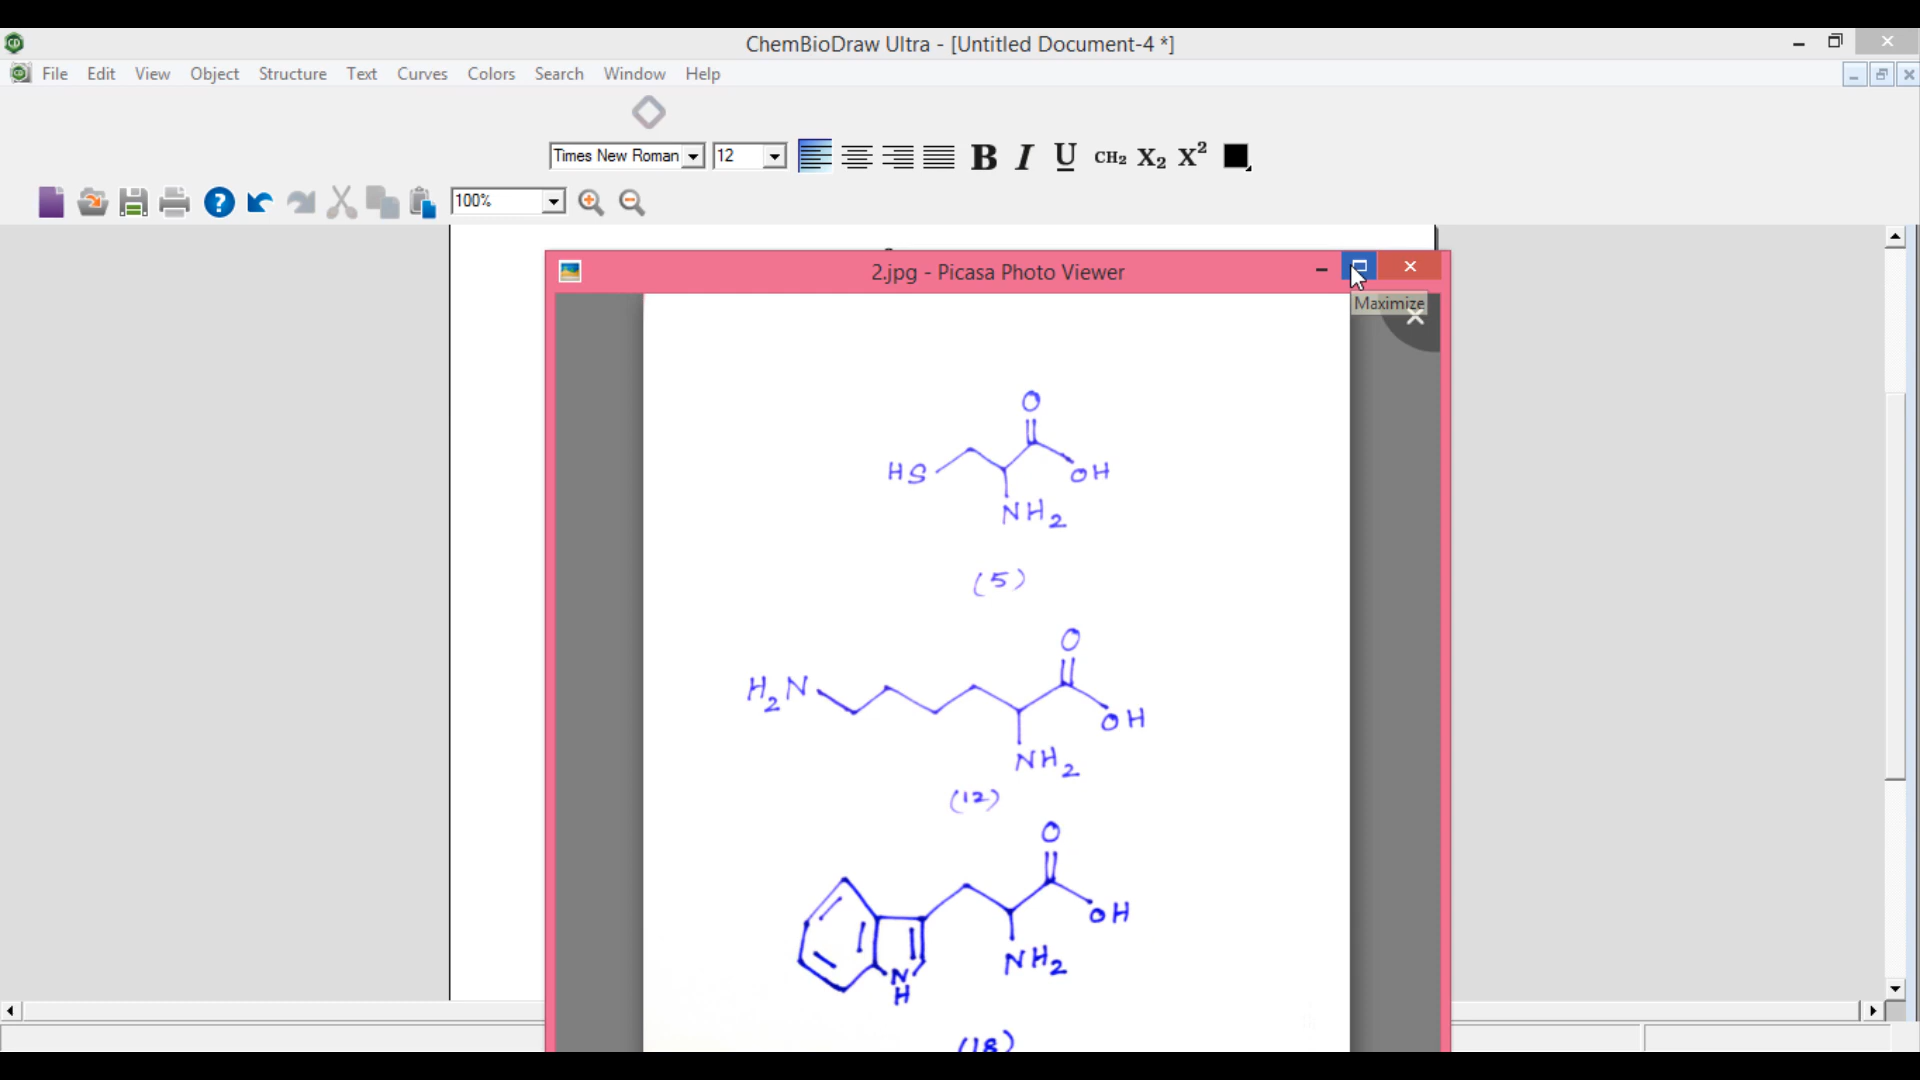 ChemBioDraw Ultra - [Untitled Document-4 *]
File Edit View Object Structure Text Curves Colors Search Window Help
Times New Roman 12 B I U CH2 X2 X2
100%
2.jpg - Picasa Photo Viewer
Maximize
O
HS
OH
NH2
(5)
O
H2N
OH
NH2
(12)
O
OH
NH2
N
H
(18)